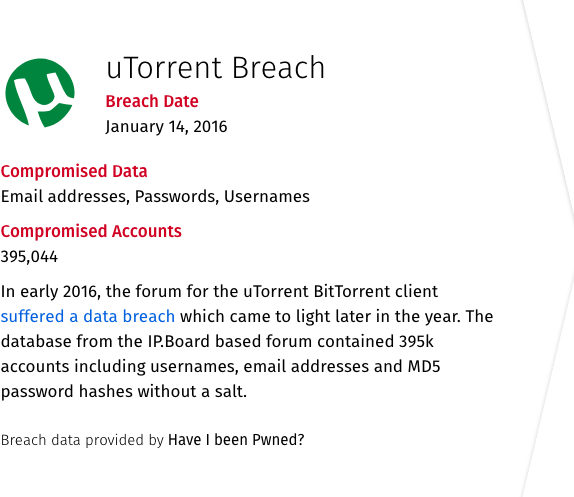 uTorrent Breach
Breach Date
January 14, 2016
Compromised Data
Email addresses, Passwords, Usernames
Compromised Accounts
395,044
In early 2016, the forum for the uTorrent BitTorrent client
suffered a data breach which came to light later in the year. The
database from the IP.Board based forum contained 395k
accounts including usernames, email addresses and MD5
password hashes without a salt.
Breach data provided by Have I been Pwned?